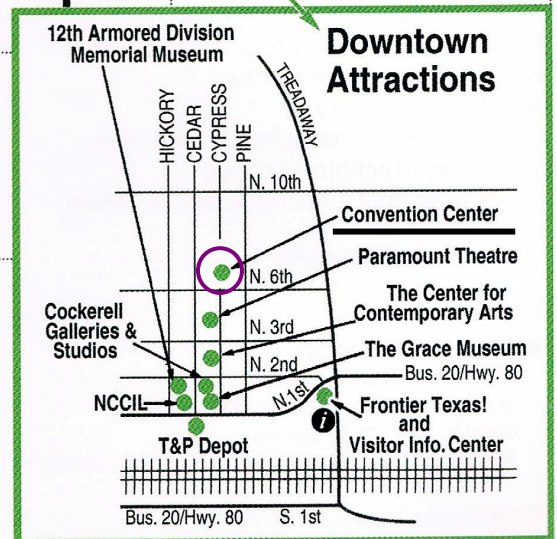 12th Armored Division
Memorial Museum
Downtown
Attractions
TREADAWAY
HICKORY
CEDAR
CYPRESS
PINE
N. 10th
Convention Center
N. 6th
Paramount Theatre
The Center for
Contemporary Arts
N. 3rd
Cockerell
Galleries &
Studios
N. 2nd
The Grace Museum
Bus. 20/Hwy. 80
NCCIL
N.1st
Frontier Texas!
and
Visitor Info. Center
i
T&P Depot
Bus. 20/Hwy. 80
S. 1st